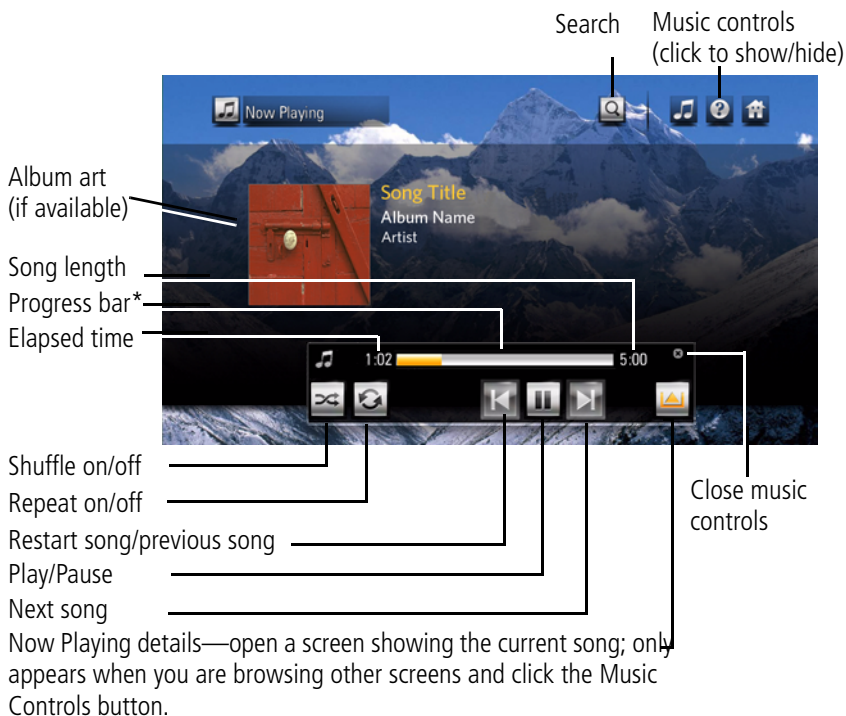 Search
Music controls
(click to show/hide)
Now Playing
Album art
(if available)
Song Title
Album Name
Artist
Song length
Progress bar*
Elapsed time
1:02
5:00
Shuffle on/off
Repeat on/off
Close music
controls
Restart song/previous song
Play/Pause
Next song
Now Playing details—open a screen showing the current song; only
appears when you are browsing other screens and click the Music
Controls button.